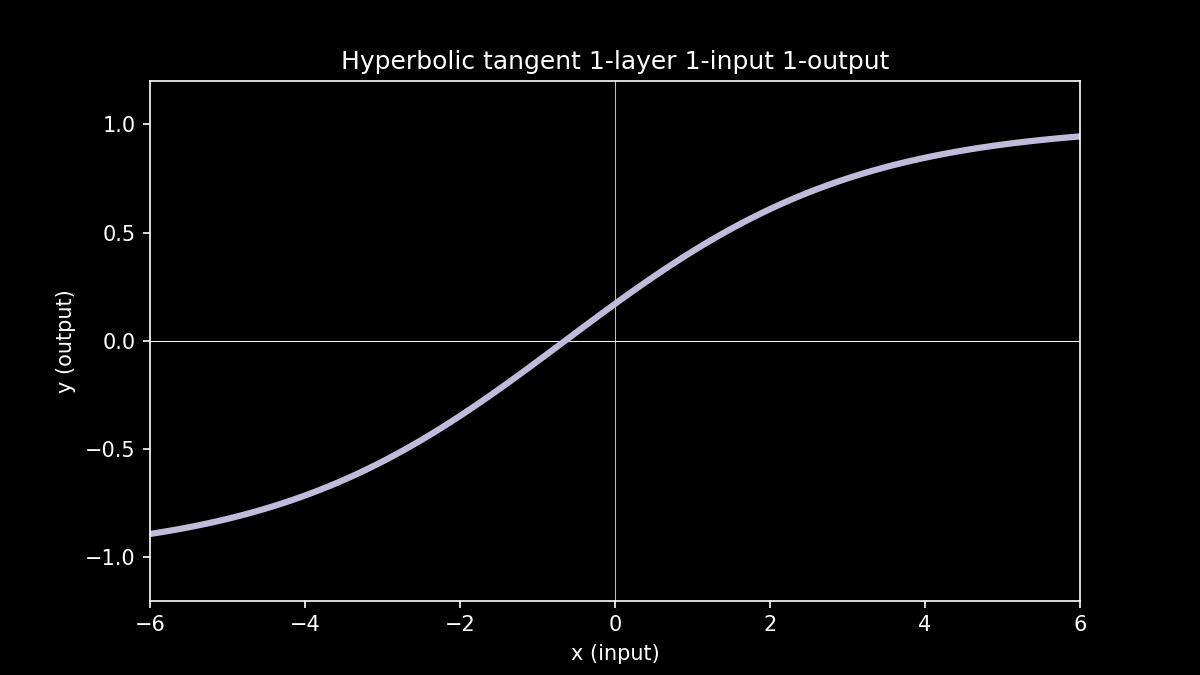 Hyperbolic tangent 1-layer 1-input 1-output
1.0
0.5
0.0
−0.5
−1.0
y (output)
−6 −4 −2 0 2 4 6
x (input)